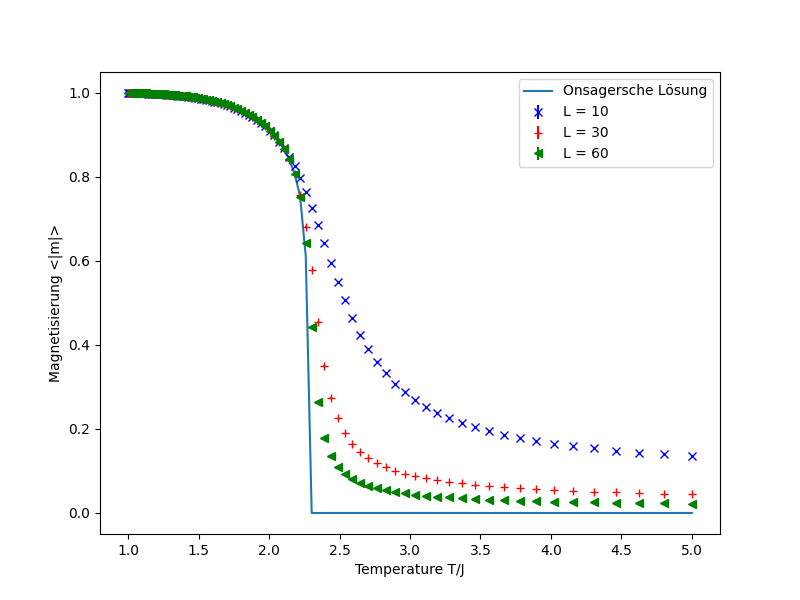 Onsagersche Lösung
L = 10
L = 30
L = 60
Magnetisierung <|m|>
1.0
0.8
0.6
0.4
0.2
0.0
1.0 1.5 2.0 2.5 3.0 3.5 4.0 4.5 5.0
Temperature T/J